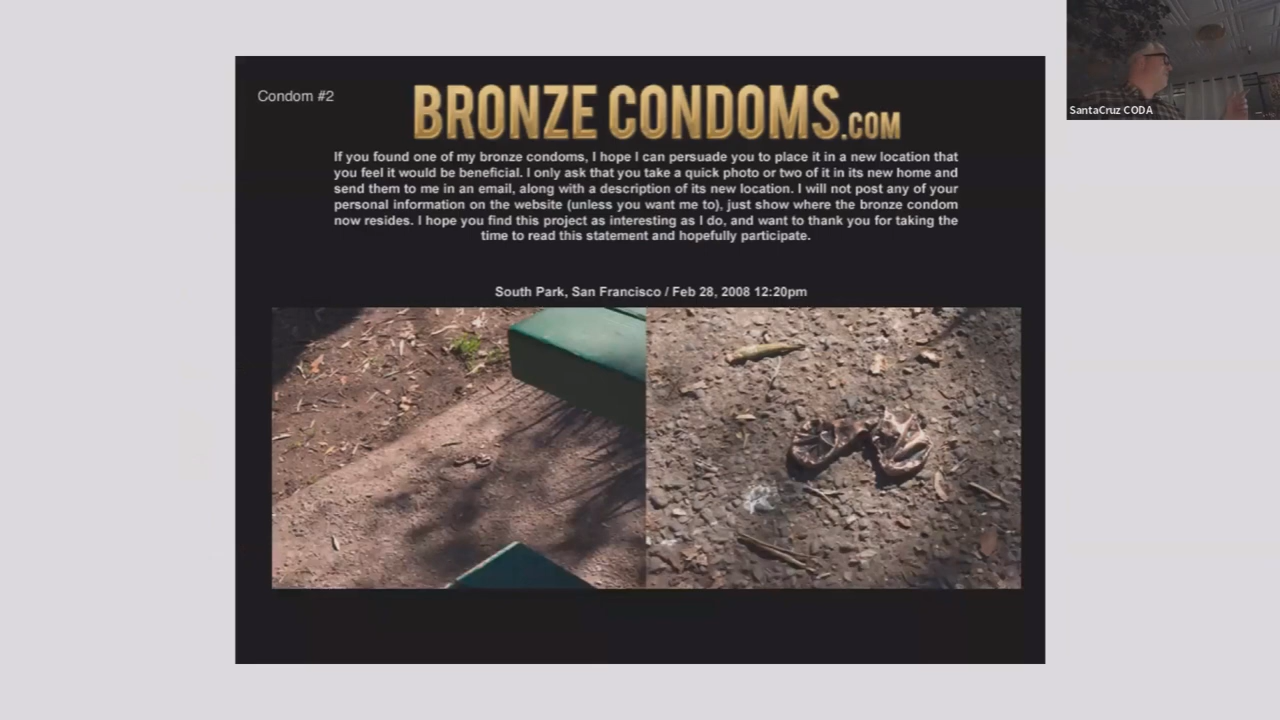 Condom #2
BRONZE CONDOMS.COM
If you found one of my bronze condoms, I hope I can persuade you to place it in a new location that
you feel it would be beneficial. I only ask that you take a quick photo or two of it in its new home and
send them to me in an email, along with a description of its new location. I will not post any of your
personal information on the website (unless you want me to), just show where the bronze condom
now resides. I hope you find this project as interesting as I do, and want to thank you for taking the
time to read this statement and hopefully participate.
South Park, San Francisco / Feb 28, 2008 12:20pm
SantaCruz CODA